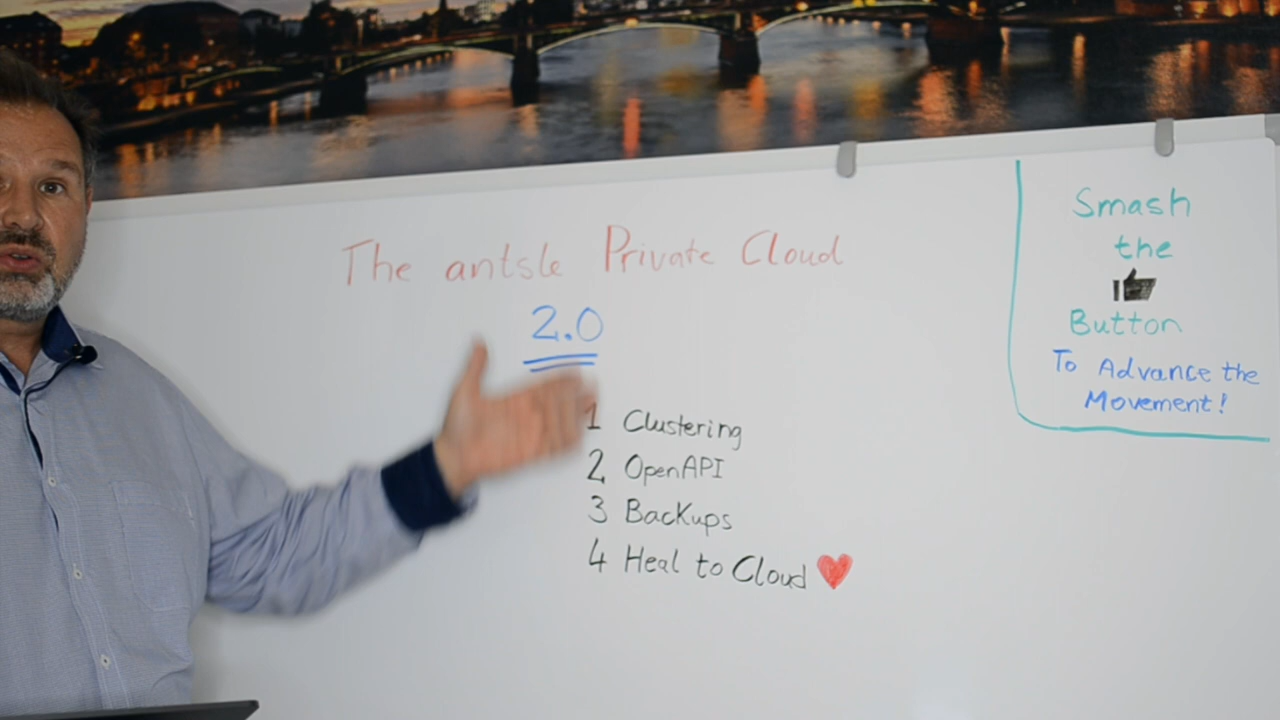 The antsle Private Cloud
2.0
1 Clustering
2 OpenAPI
3 Backups
4 Heal to Cloud
Smash
the
Button
To Advance the
Movement!